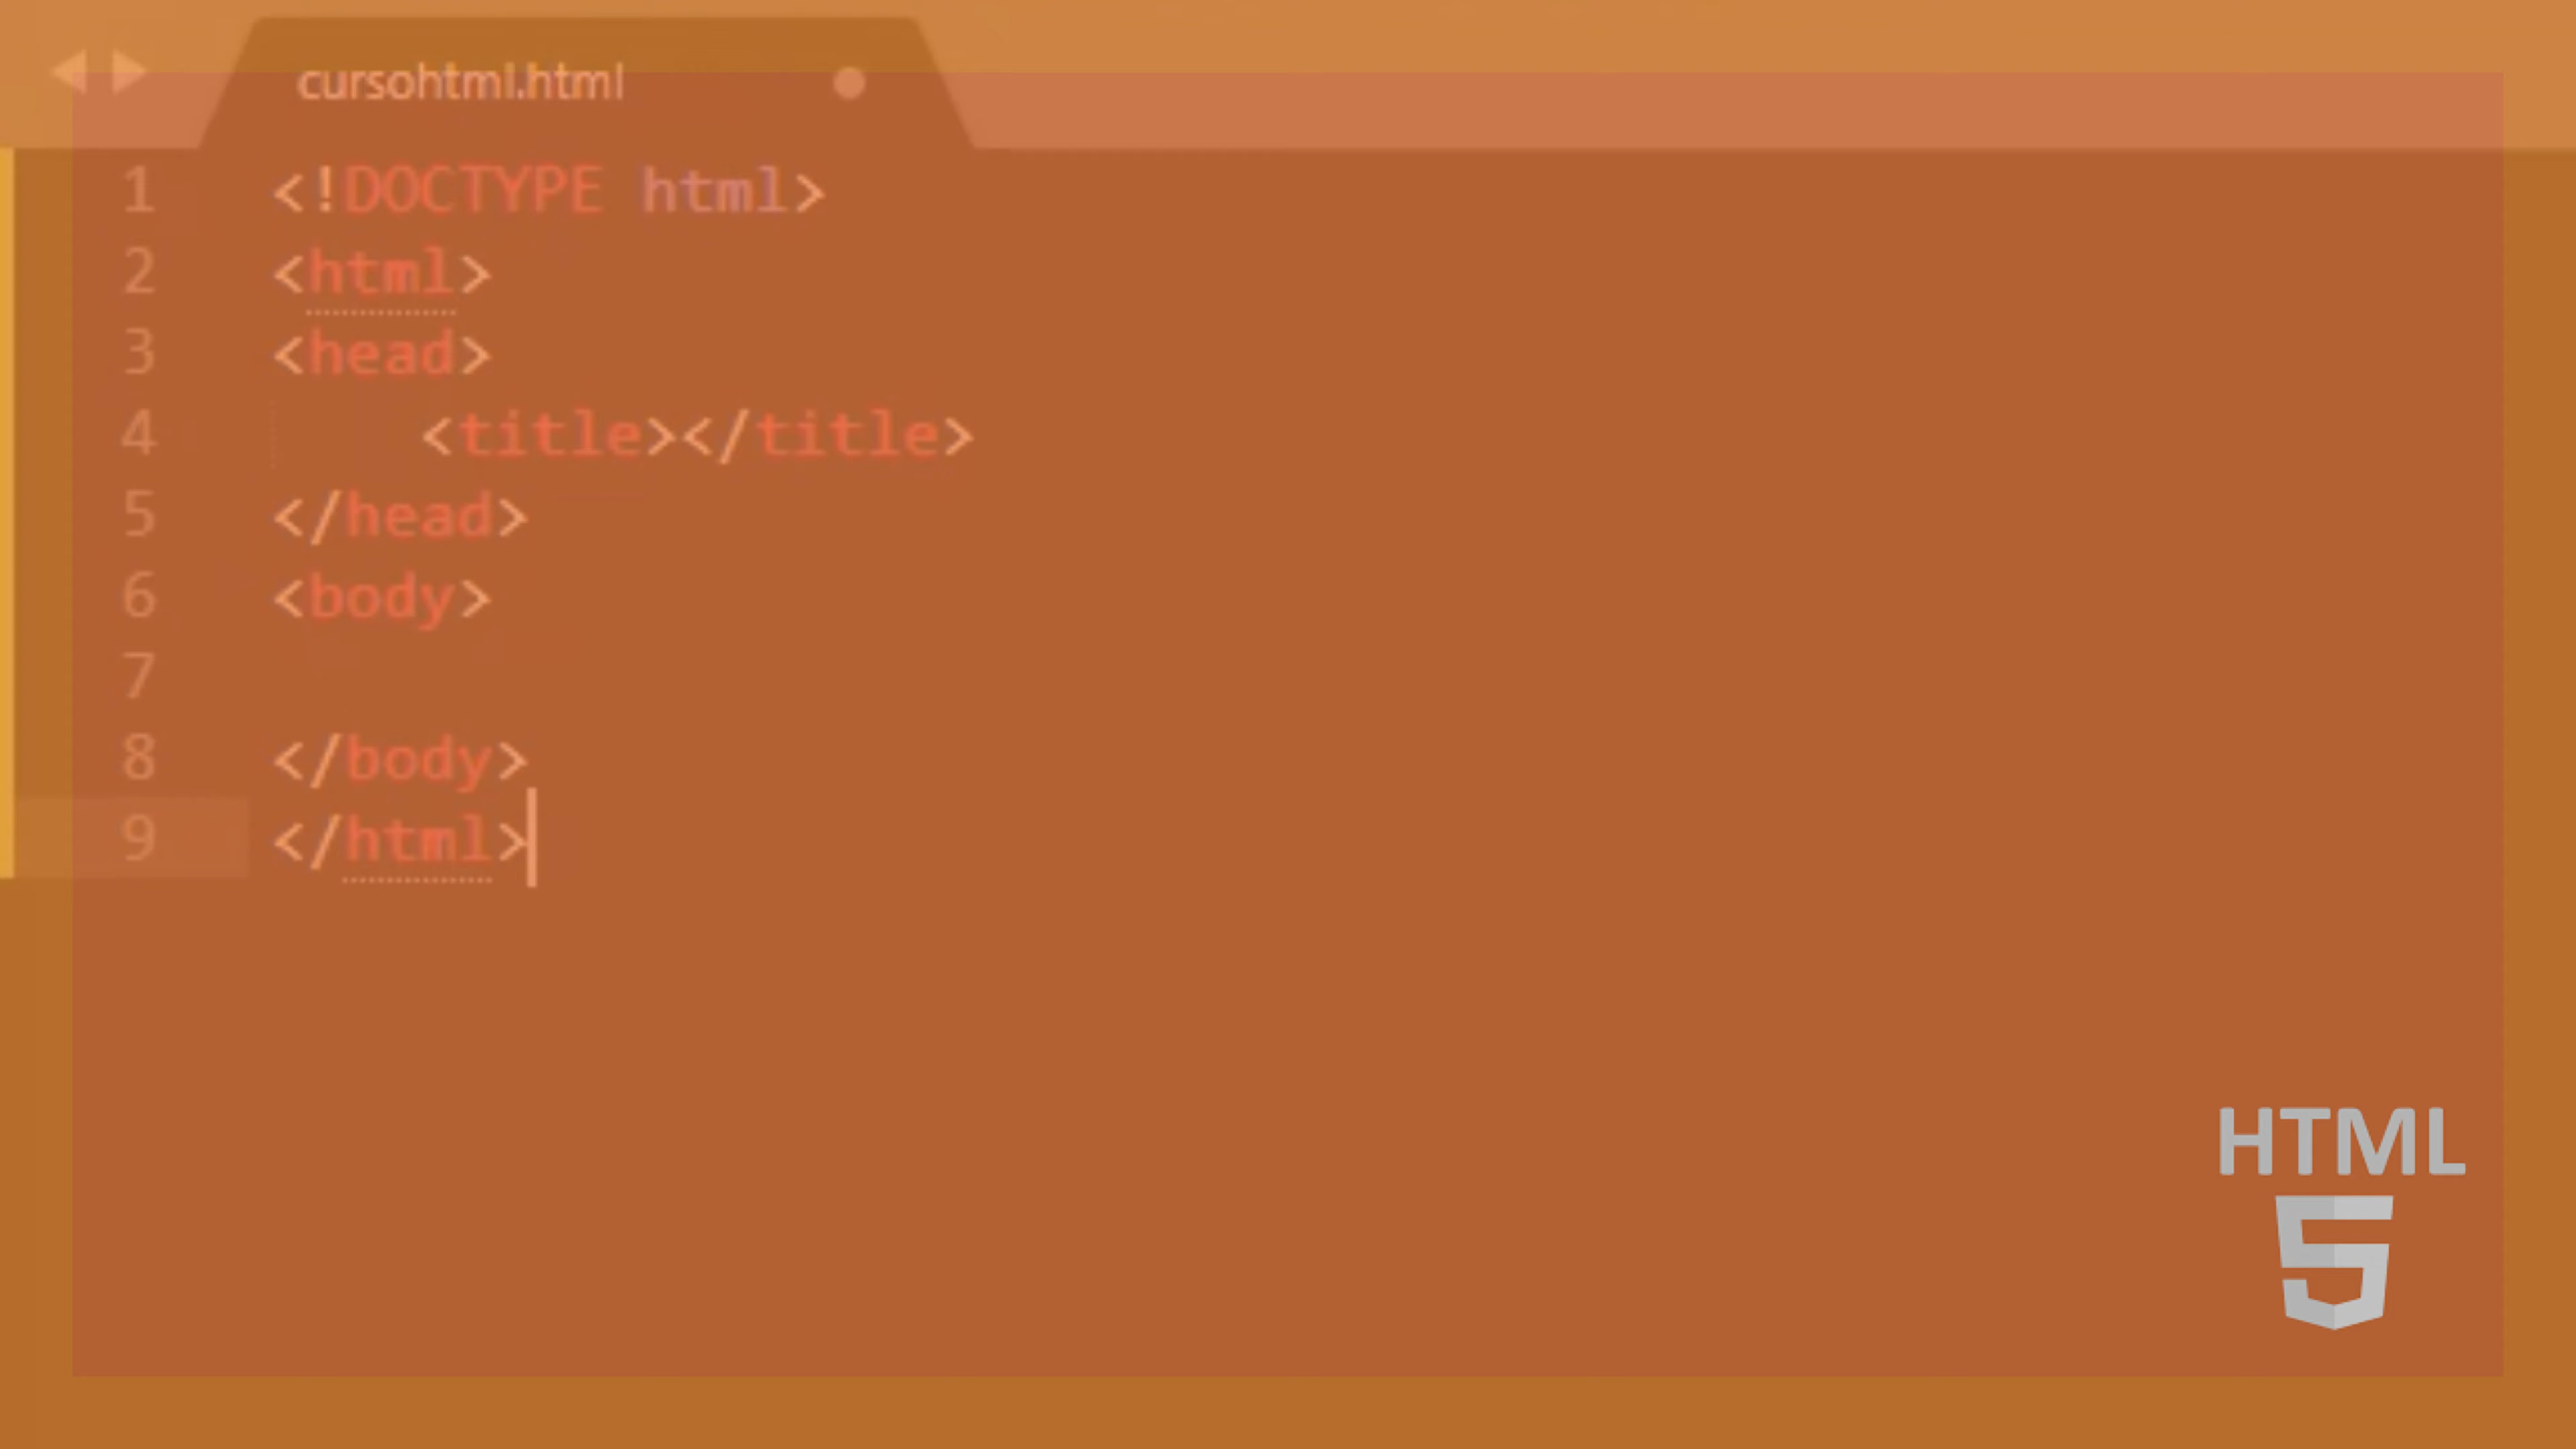 cursohtml.html
1 <!DOCTYPE html>
2 <html>
3 <head>
4     <title></title>
5 </head>
6 <body>
7
8 </body>
9 </html>
HTML
5